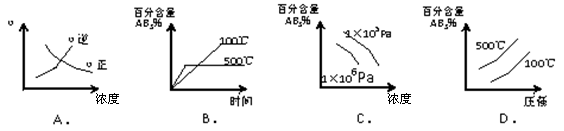 υ
υ逆
υ正
浓度
A.
百分含量
AB₃%
100℃
500℃
时间
B.
百分含量
AB₃%
1×10⁵Pa
1×10⁶Pa
浓度
C.
百分含量
AB₃%
500℃
100℃
压强
D.